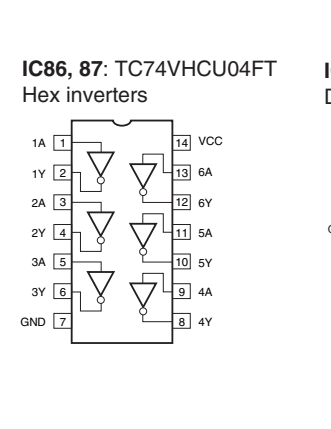 IC86, 87: TC74VHCU04FT
Hex inverters
1A 1 14 VCC
1Y 2 13 6A
2A 3 12 6Y
2Y 4 11 5A
3A 5 10 5Y
3Y 6 9 4A
GND 7 8 4Y